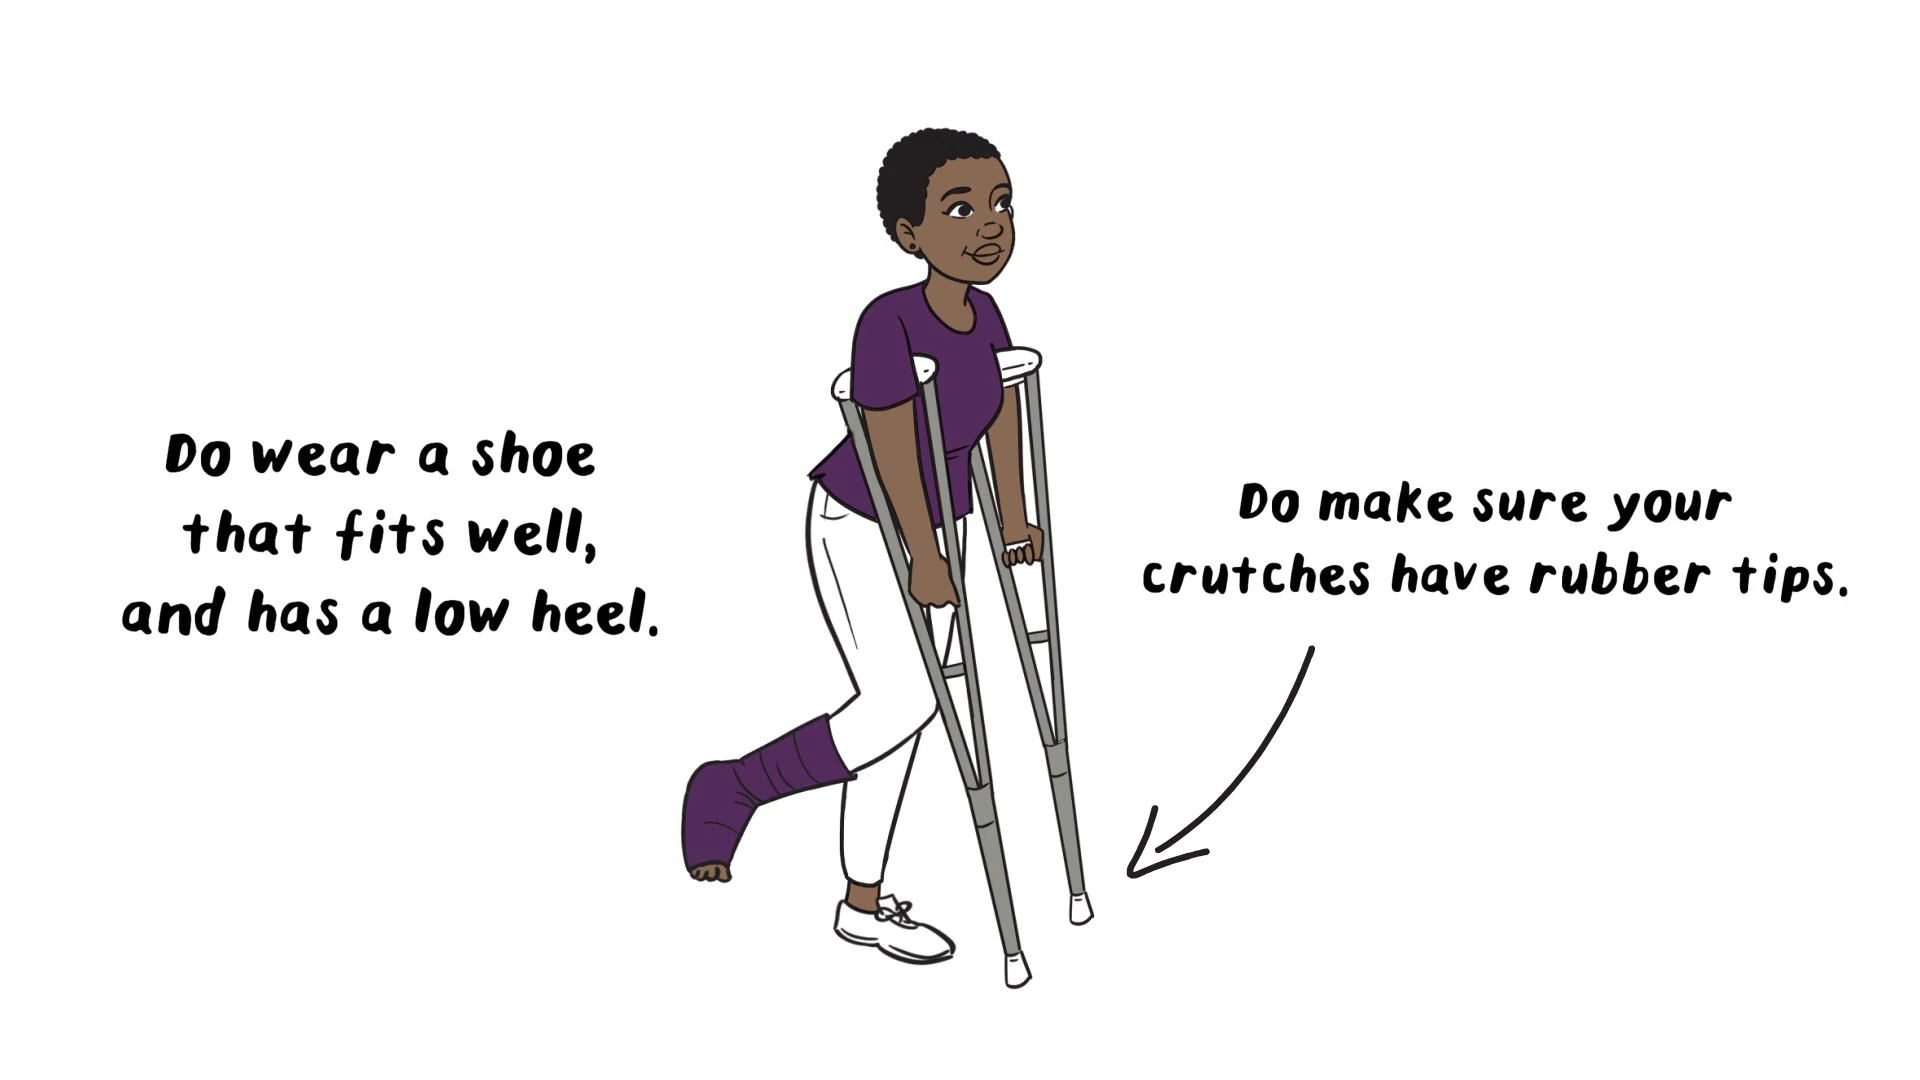 Do wear a shoe
that fits well,
and has a low heel.
Do make sure your
crutches have rubber tips.